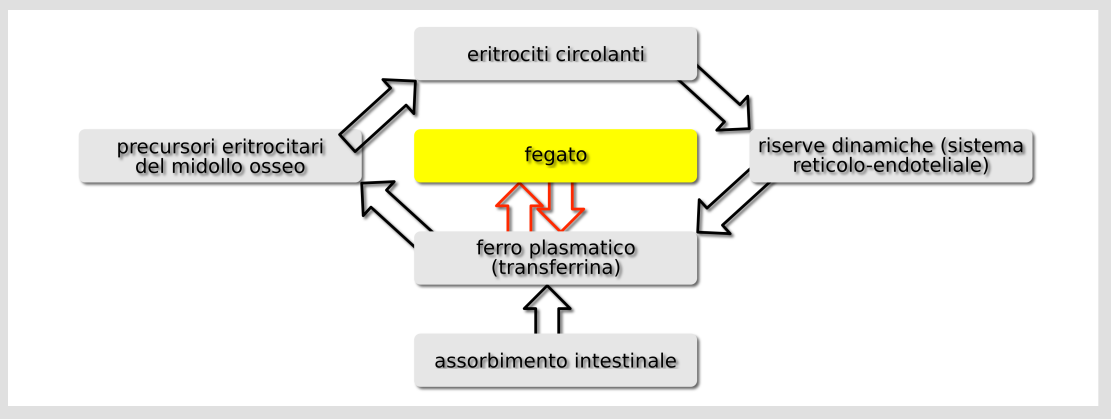 eritrociti circolanti
precursori eritrocitari
del midollo osseo
fegato
riserve dinamiche (sistema
reticolo-endoteliale)
ferro plasmatico
(transferrina)
assorbimento intestinale